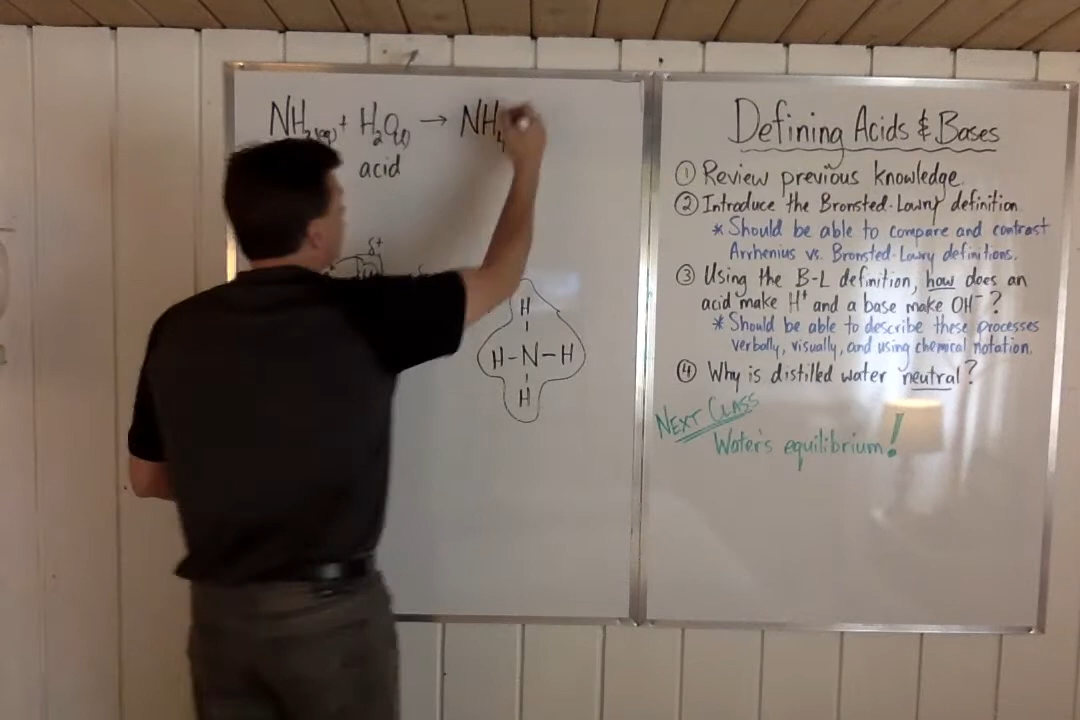 NH3(aq) + H2O(l) → NH4
acid
δ+
H
H-N-H
H
Defining Acids & Bases
① Review previous knowledge.
② Introduce the Bronsted-Lowry definition
* Should be able to compare and contrast
Arrhenius vs. Bronsted-Lowry definitions.
③ Using the B-L definition, how does an
acid make H+ and a base make OH- ?
* Should be able to describe these processes
verbally, visually, and using chemical notation.
④ Why is distilled water neutral?
NEXT CLASS
Water's equilibrium!